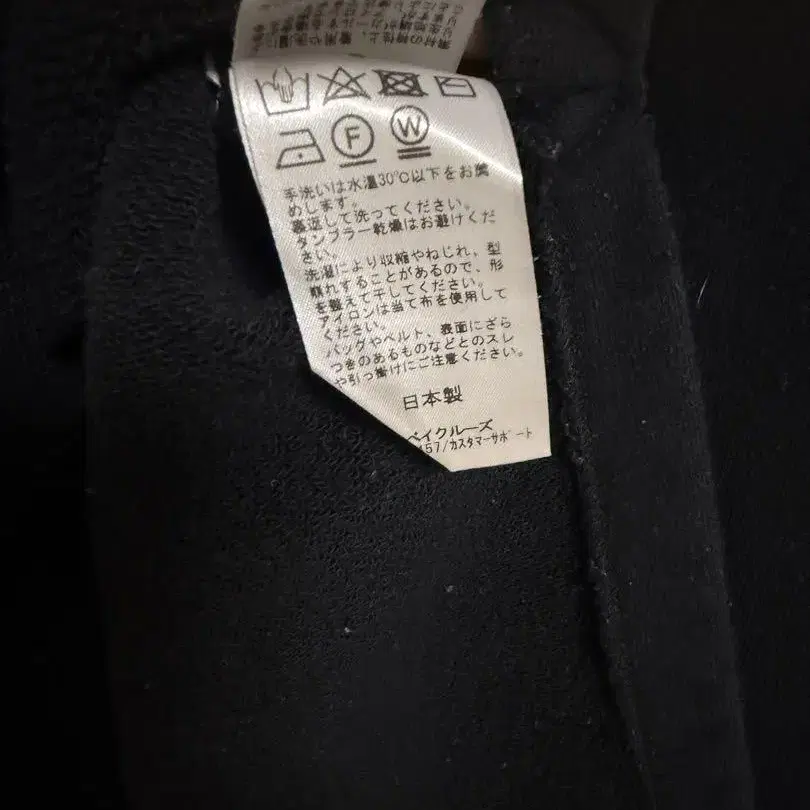 F
W
手洗いは水温30℃以下をお薦
めします。
裏返して洗ってください。
タンブラー乾燥はお避けくだ
さい。
洗濯により収縮やねじれ、型
崩れすることがあるので、形
を整えて干してください。
アイロンは当て布を使用して
ください。
バッグやベルト、表面にざら
つきのあるものなどとのスレ
や引っ掛けにご注意ください。
日本製
ベイクルーズ
457/カスタマーサポート